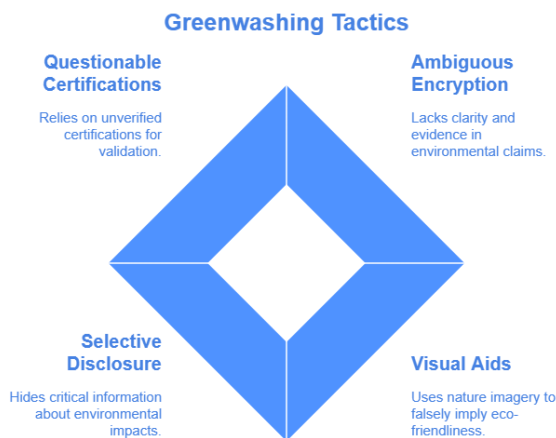 Greenwashing Tactics
Questionable
Certifications
Relies on unverified
certifications for
validation.
Ambiguous
Encryption
Lacks clarity and
evidence in
environmental claims.
Selective
Disclosure
Hides critical information
about environmental
impacts.
Visual Aids
Uses nature imagery to
falsely imply eco-
friendliness.